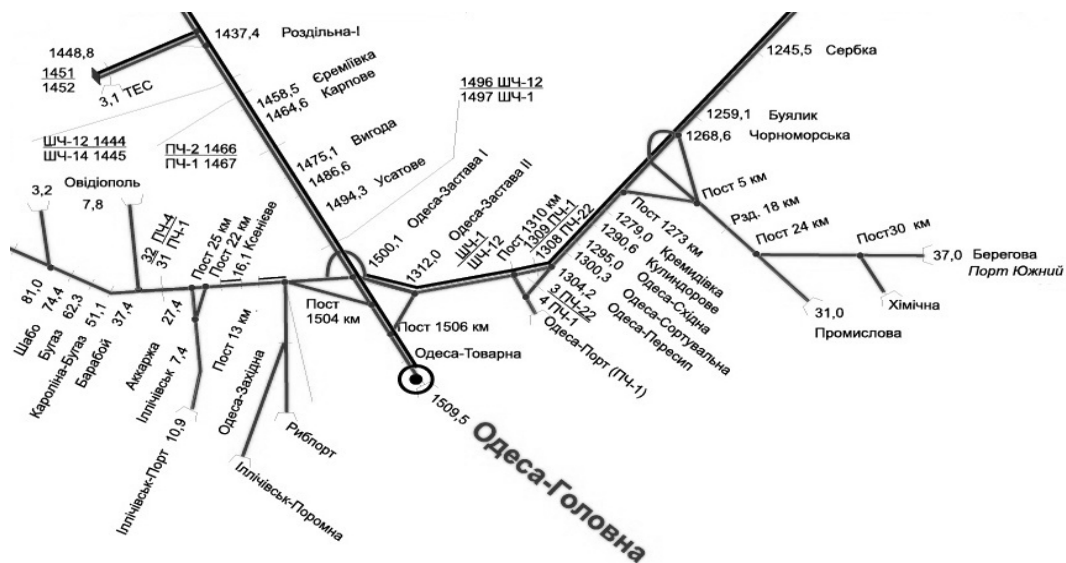 1437,4 Роздільна-І
1448,8
1451
1452
3,1 ТЕС
1458,5 Єреміївка
1464,6 Карпове
1496 ШЧ-12
1497 ШЧ-1
ШЧ-12 1444
ШЧ-14 1445
ПЧ-2 1466
ПЧ-1 1467
1475,1 Вигода
1486,6
1494,3 Усатове
1245,5 Сербка
1259,1 Буялик
1268,6 Чорноморська
3,2
Овідіополь
7,8
32 ПЧ-4
31 ПЧ-1
Пост 25 км
Пост 22 км
16,1 Ксенієве
1500,1 Одеса-Застава І
1312,0 Одеса-Застава ІІ
ШЧ-1
ШЧ-12
Пост 1310 км
1309 ПЧ-1
1308 ПЧ-22
Пост 1273 км
1279,0 Кремидівка
1290,6 Кулиндорове
1295,0 Одеса-Східна
1300,3 Одеса-Сортувальна
1304,2 Одеса-Пересип
3 ПЧ-22
4 ПЧ-1
Одеса-Порт (ПЧ-1)
Пост 5 км
Рзд. 18 км
Пост 24 км
Пост30 км
37,0 Берегова
Порт Южний
Хімічна
31,0
Промислова
81,0 Шабо
74,4 Бугаз
62,3 Кароліна-Бугаз
51,1 Барабой
37,4
27,4 Аккаржа
Іллічівськ 7,4
Іллічівськ-Порт 10,9
Пост 13 км
Одеса-Західна
Іллічівськ-Поромна
Рибпорт
Пост
1504 км
Пост 1506 км
Одеса-Товарна
1509,5 Одеса-Головна